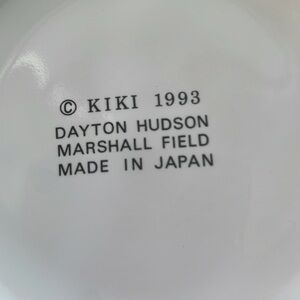 © KIKI 1993
DAYTON HUDSON
MARSHALL FIELD
MADE IN JAPAN